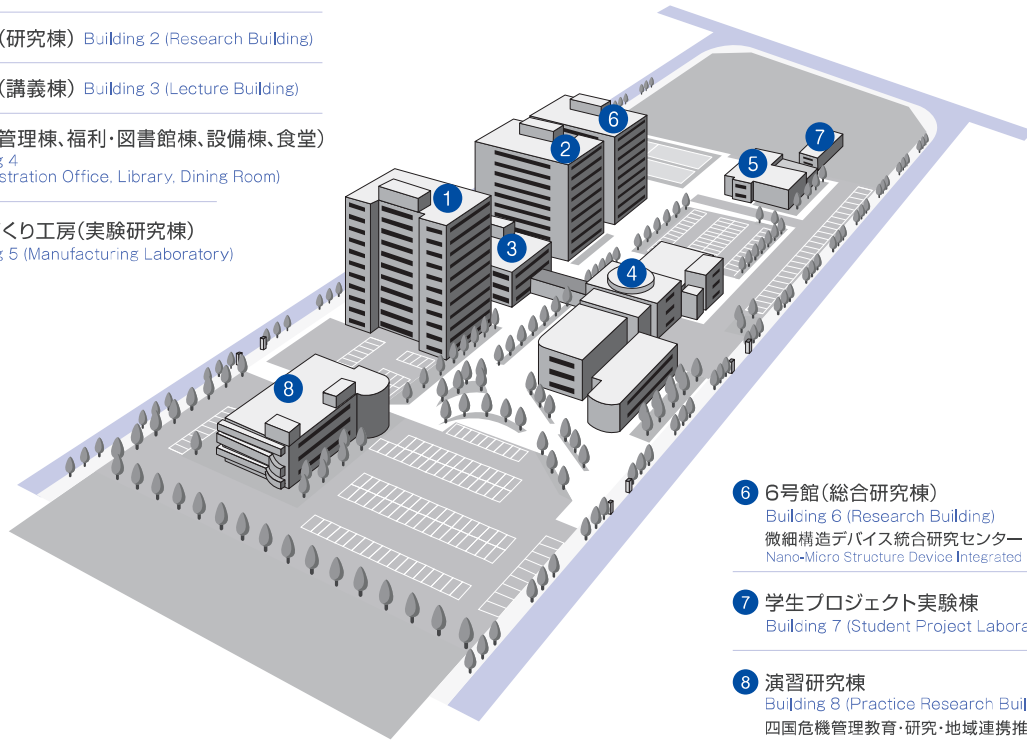 (研究棟) Building 2 (Research Building)
(講義棟) Building 3 (Lecture Building)
管理棟、福利・図書館棟、設備棟、食堂)
g 4
stration Office, Library, Dining Room)
くり工房(実験研究棟)
g 5 (Manufacturing Laboratory)
6
7
2
5
1
3
4
8
6 6号館(総合研究棟)
Building 6 (Research Building)
微細構造デバイス統合研究センター
Nano-Micro Structure Device Integrated
7 学生プロジェクト実験棟
Building 7 (Student Project Labora
8 演習研究棟
Building 8 (Practice Research Buil
四国危機管理教育・研究・地域連携推